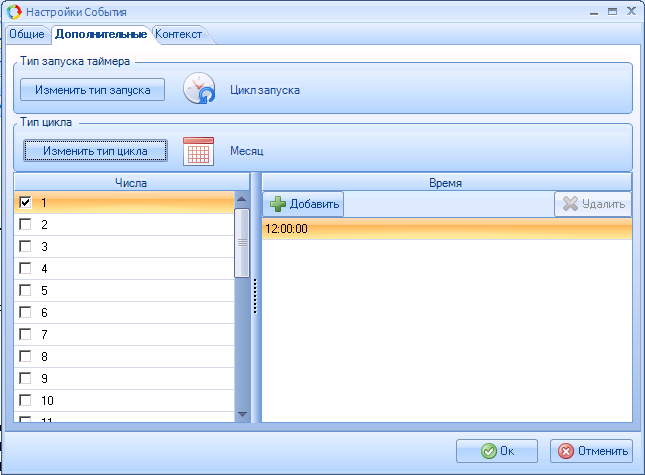 Настройки События
Общие Дополнительные Контекст
Тип запуска таймера
Изменить тип запуска Цикл запуска
Тип цикла
Изменить тип цикла Месяц
Числа Время
1 Добавить Удалить
2 12:00:00
3
4
5
6
7
8
9
10
11
Ок Отменить